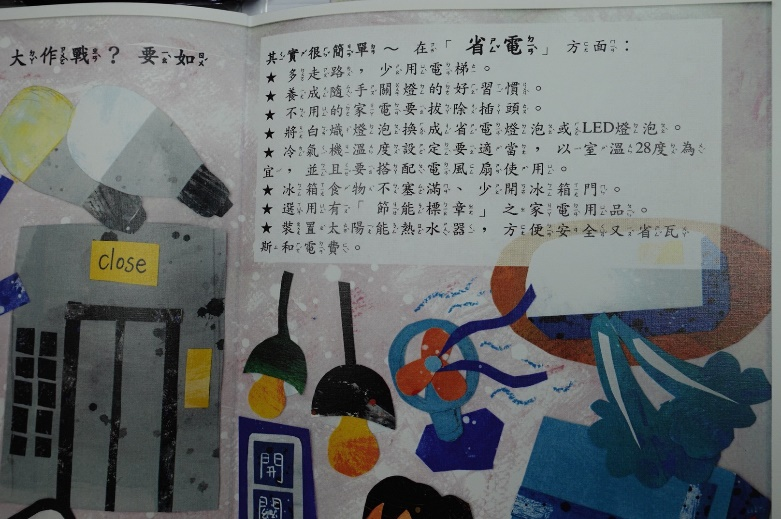 大作戰？要如
其實很簡單～在「省電」方面：
★多走路，少用電梯。
★養成隨手關燈的好習慣。
★不用的家電要拔除插頭。
★將白熾燈泡換成省電燈泡或LED燈泡。
★冷氣機溫度設定要適當，以室溫28度為
宜，並且要搭配電風扇使用。
★冰箱食物不塞滿、少開冰箱門。
★選用有「節能標章」之家電用品。
★裝置太陽能熱水器，方便安全又省瓦
斯和電費。
close
開
關